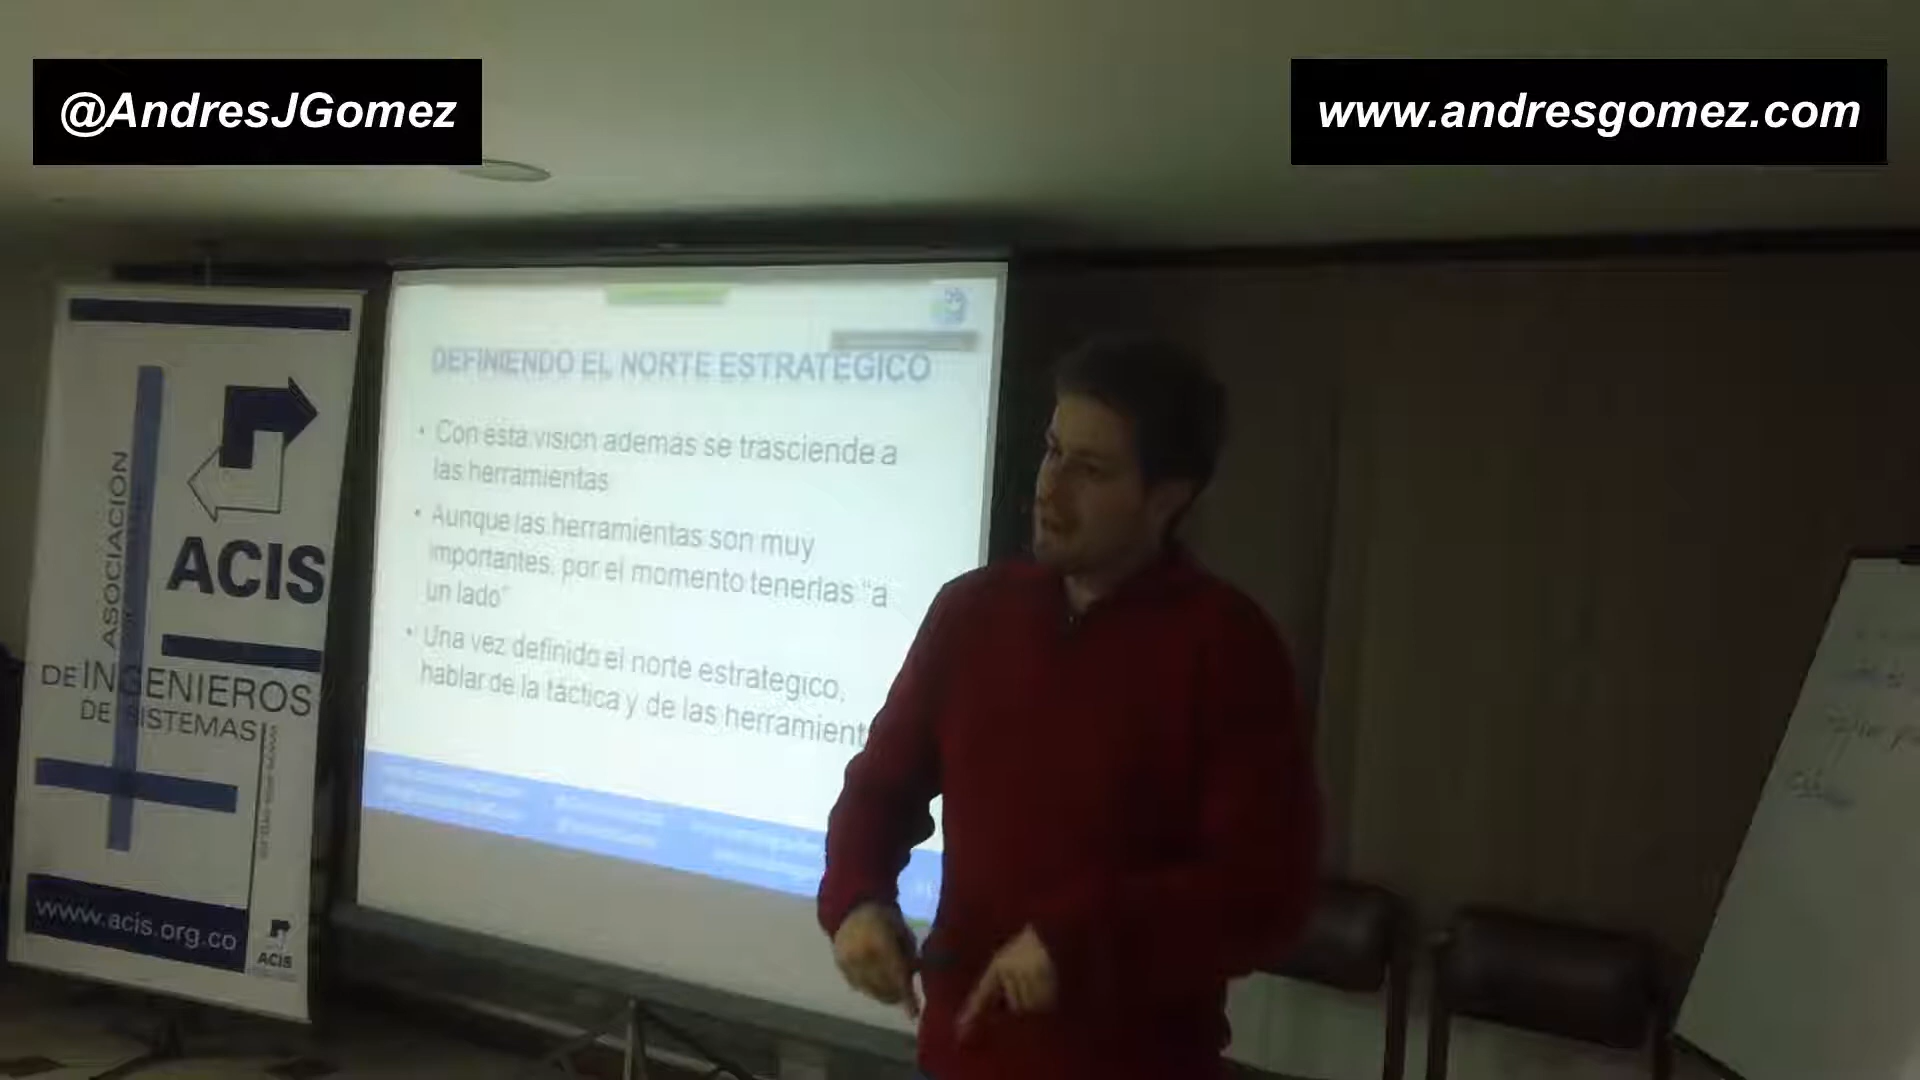 @AndresJGomez
www.andresgomez.com
DEFINIENDO EL NORTE ESTRATEGICO
• Con esta vision ademas se trasciende a
las herramientas
• Aunque las herramientas son muy
importantes, por el momento tenerlas "a
un lado"
• Una vez definido el norte estrategico,
hablar de la táctica y de las herramient
ASOCIACIÓN
ACIS
DE INGENIEROS
DE SISTEMAS
www.acis.org.co
ACIS